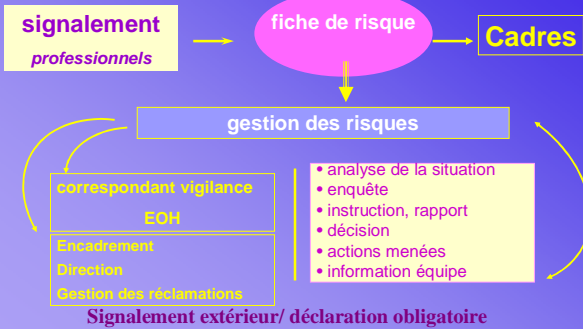 signalement
professionnels
fiche de risque
Cadres
gestion des risques
correspondant vigilance
EOH
Encadrement
Direction
Gestion des réclamations
• analyse de la situation
• enquête
• instruction, rapport
• décision
• actions menées
• information équipe
Signalement extérieur/ déclaration obligatoire